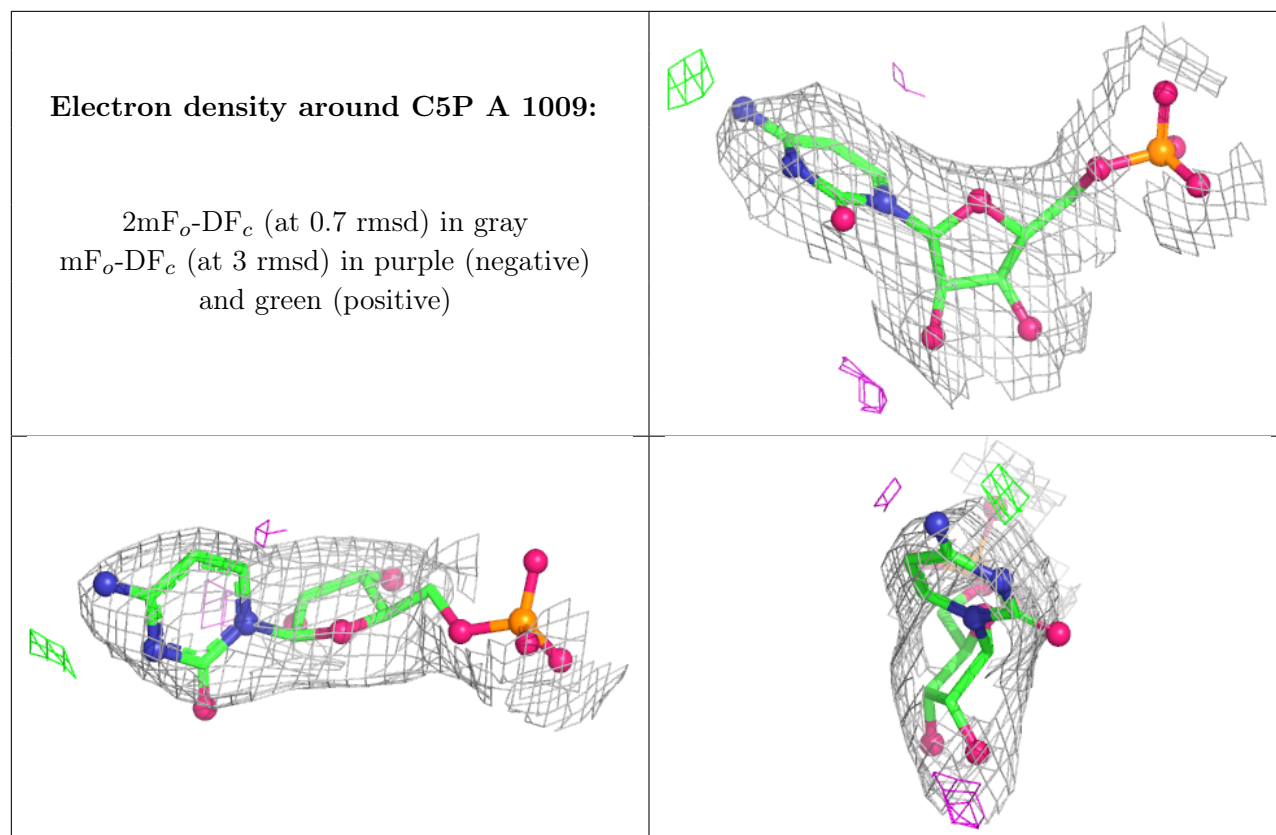 Electron density around C5P A 1009:
2mFo-DFc (at 0.7 rmsd) in gray
mFo-DFc (at 3 rmsd) in purple (negative)
and green (positive)